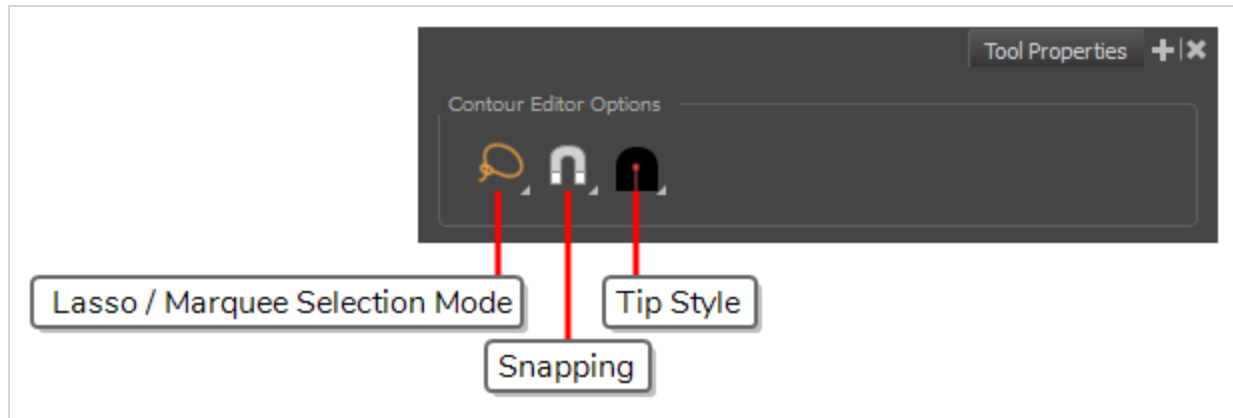 Tool Properties
Contour Editor Options
Lasso / Marquee Selection Mode
Tip Style
Snapping